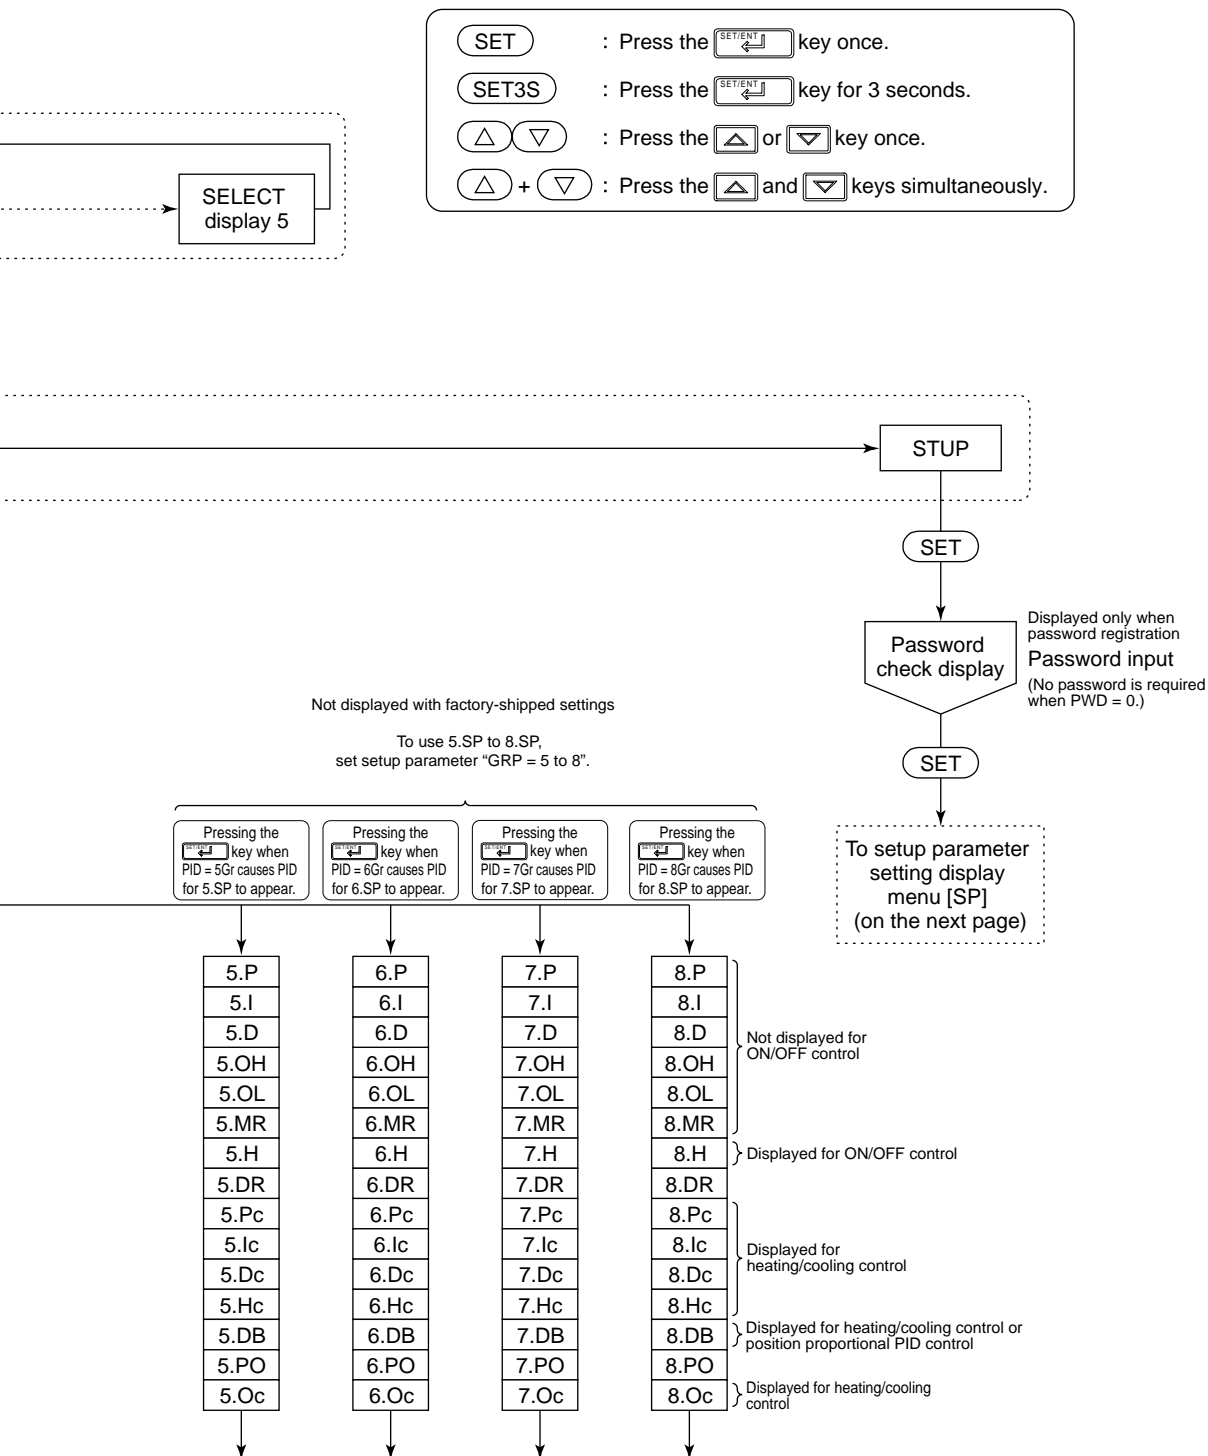 SET : Press the SET/ENT key once.
SET3S : Press the SET/ENT key for 3 seconds.
: Press the or key once.
+ : Press the and keys simultaneously.
SELECT
display 5
STUP
SET
Password
check display
Displayed only when
password registration
Password input
(No password is required
when PWD = 0.)
SET
To setup parameter
setting display
menu [SP]
(on the next page)
Not displayed with factory-shipped settings
To use 5.SP to 8.SP,
set setup parameter “GRP = 5 to 8”.
Pressing the
SET/ENT key when
PID = 5Gr causes PID
for 5.SP to appear.
Pressing the
SET/ENT key when
PID = 6Gr causes PID
for 6.SP to appear.
Pressing the
SET/ENT key when
PID = 7Gr causes PID
for 7.SP to appear.
Pressing the
SET/ENT key when
PID = 8Gr causes PID
for 8.SP to appear.
5.P 6.P 7.P 8.P
5.I 6.I 7.I 8.I
5.D 6.D 7.D 8.D
5.OH 6.OH 7.OH 8.OH
5.OL 6.OL 7.OL 8.OL
5.MR 6.MR 7.MR 8.MR
Not displayed for
ON/OFF control
5.H 6.H 7.H 8.H Displayed for ON/OFF control
5.DR 6.DR 7.DR 8.DR
5.Pc 6.Pc 7.Pc 8.Pc
5.Ic 6.Ic 7.Ic 8.Ic
5.Dc 6.Dc 7.Dc 8.Dc
5.Hc 6.Hc 7.Hc 8.Hc
Displayed for
heating/cooling control
5.DB 6.DB 7.DB 8.DB
Displayed for heating/cooling control or
position proportional PID control
5.PO 6.PO 7.PO 8.PO
5.Oc 6.Oc 7.Oc 8.Oc
Displayed for heating/cooling
control